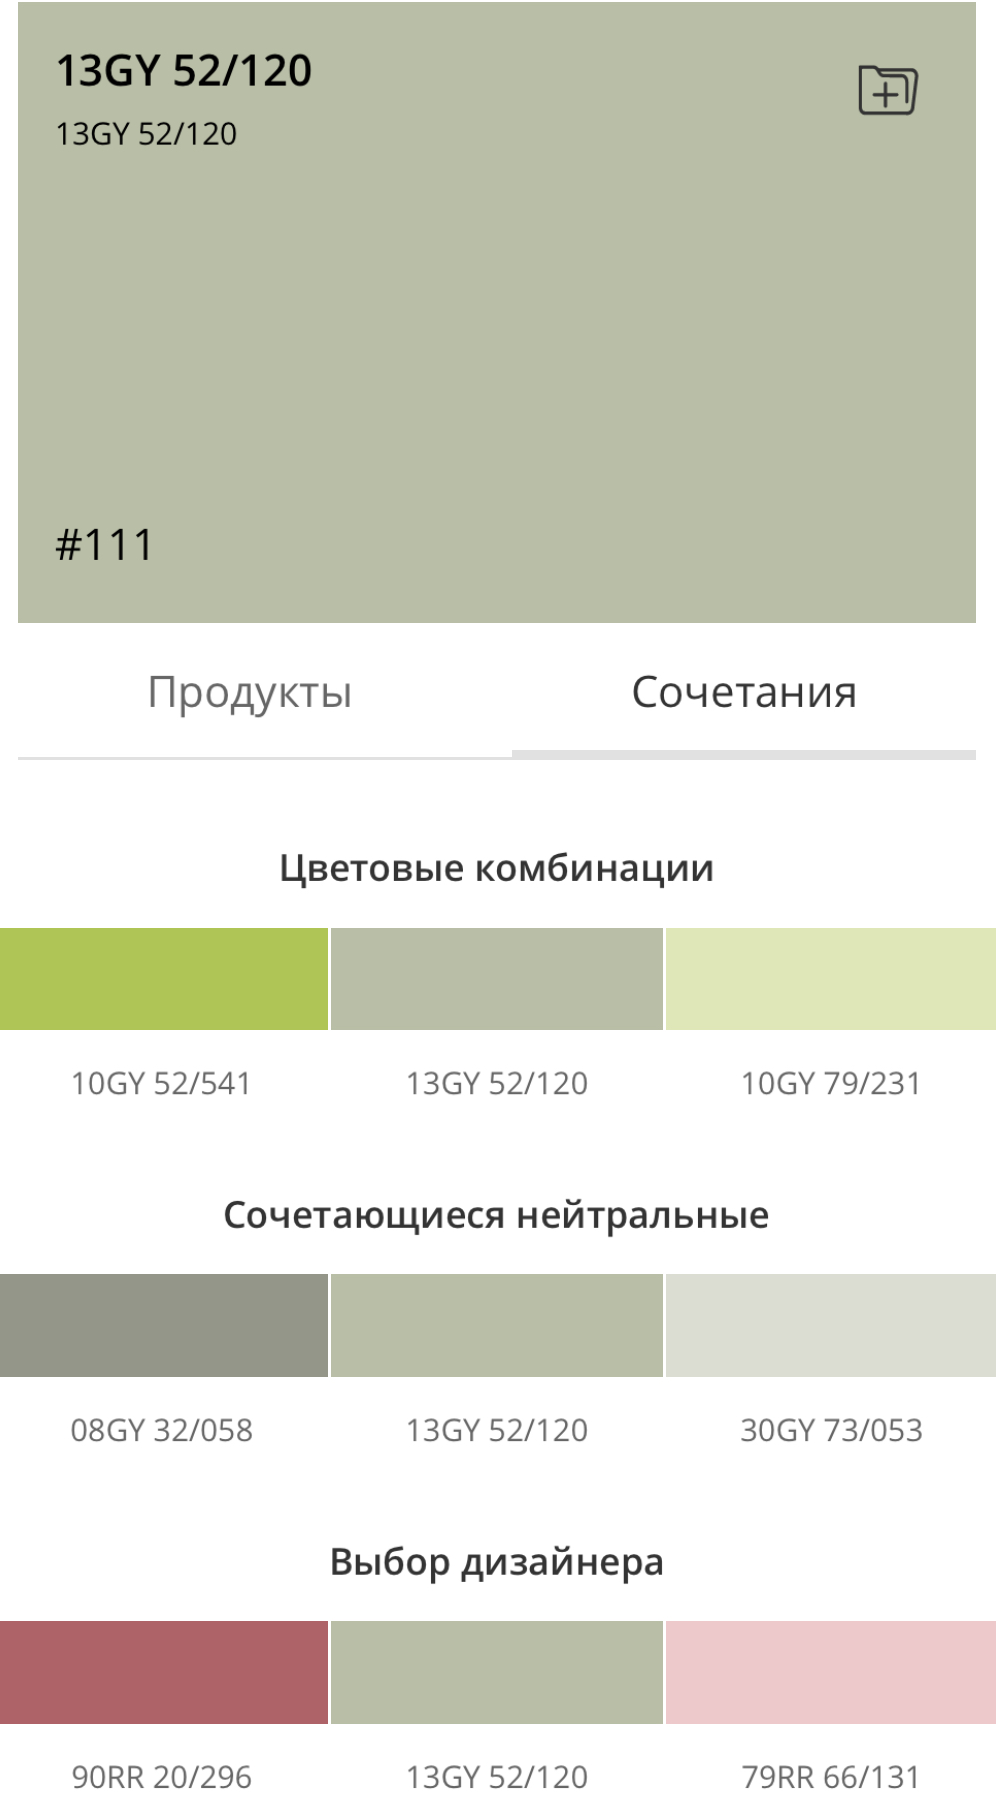 13GY 52/120
13GY 52/120
#111
Продукты
Сочетания
Цветовые комбинации
10GY 52/541
13GY 52/120
10GY 79/231
Сочетающиеся нейтральные
08GY 32/058
13GY 52/120
30GY 73/053
Выбор дизайнера
90RR 20/296
13GY 52/120
79RR 66/131